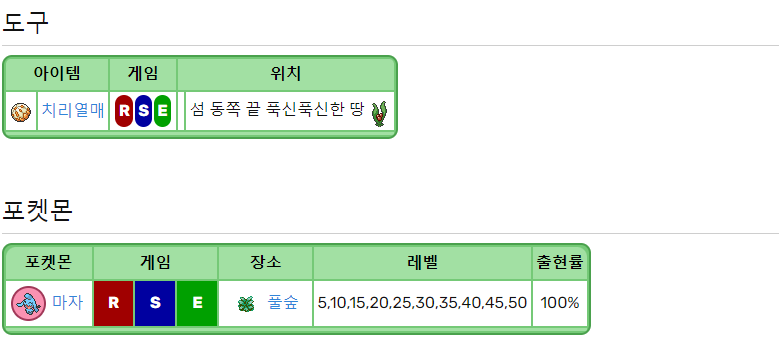 도구
아이템 게임 위치
치리열매 R S E 섬 동쪽 끝 푹신푹신한 땅
포켓몬
포켓몬 게임 장소 레벨 출현률
마자 R S E 풀숲 5,10,15,20,25,30,35,40,45,50 100%